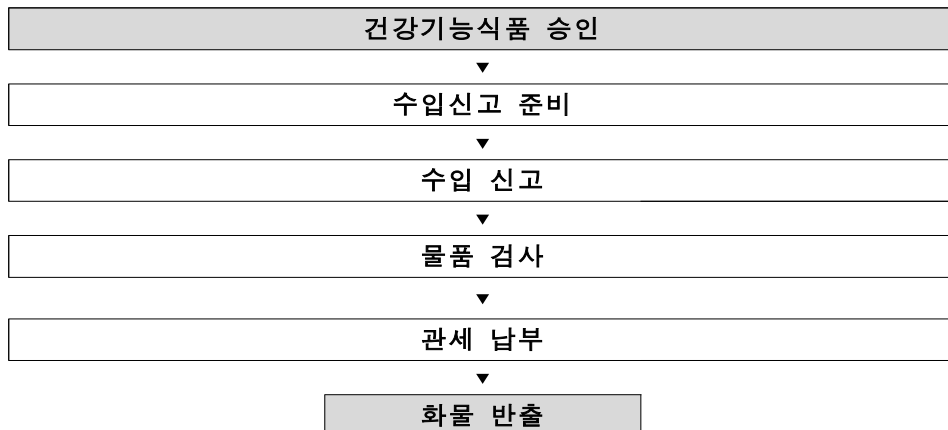 건강기능식품 승인
▼
수입신고 준비
▼
수입 신고
▼
물품 검사
▼
관세 납부
▼
화물 반출